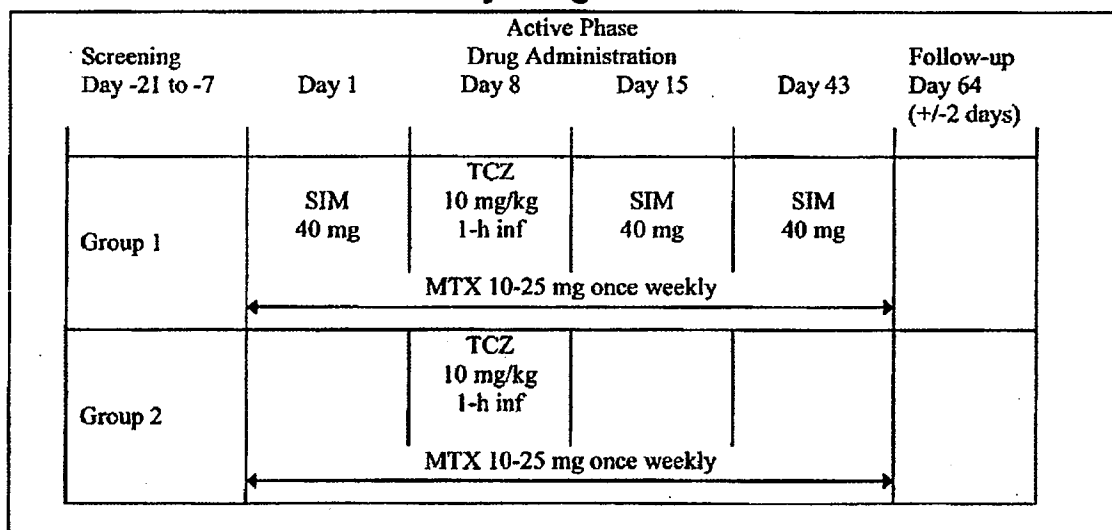 Active Phase
Screening Drug Administration Follow-up
Day -21 to -7 Day 1 Day 8 Day 15 Day 43 Day 64
(+/-2 days)
TCZ
SIM 10 mg/kg SIM SIM
40 mg 1-h inf 40 mg 40 mg
Group 1
MTX 10-25 mg once weekly
TCZ
10 mg/kg
1-h inf
Group 2
MTX 10-25 mg once weekly